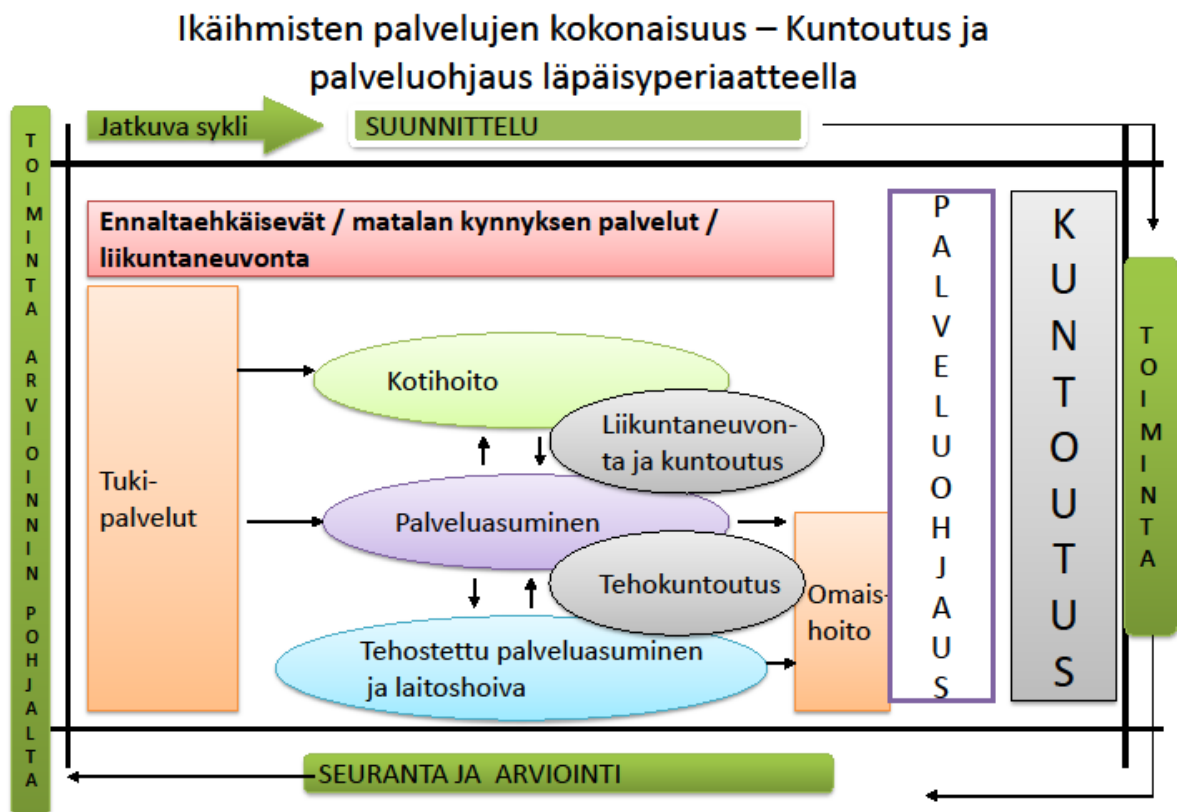 Ikäihmisten palvelujen kokonaisuus – Kuntoutus ja
palveluohjaus läpäisyperiaatteella
Jatkuva sykli
SUUNNITTELU
TOIMINTA ARVIOINNIN POHJALTA
Ennaltaehkäisevät / matalan kynnyksen palvelut /
liikuntaneuvonta
Tuki-
palvelut
Kotihoito
Liikuntaneuvon-
ta ja kuntoutus
Palveluasuminen
Tehokuntoutus
Tehostettu palveluasuminen
ja laitoshoiva
Omais-
hoito
PALVELUOHJAUS
KUNTOUTUS
TOIMINTA
SEURANTA JA ARVIOINTI